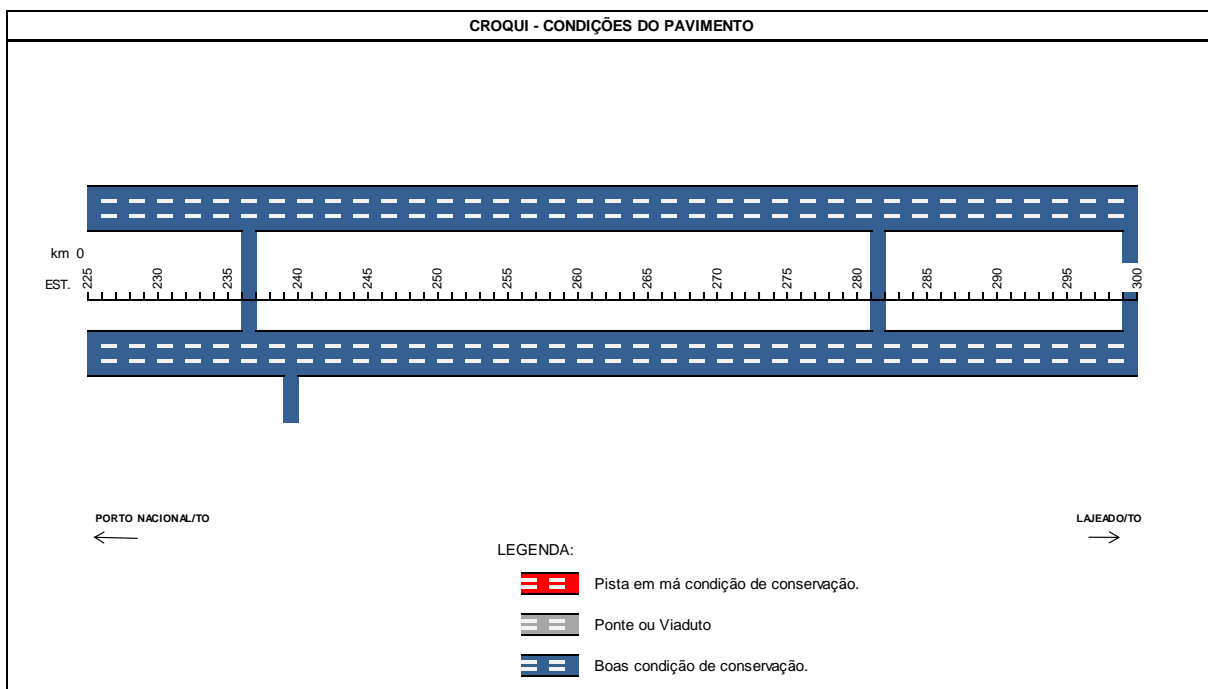 CROQUI - CONDIÇÕES DO PAVIMENTO
km 0
EST. 225 230 235 240 245 250 255 260 265 270 275 280 285 290 295 300
PORTO NACIONAL/TO
LAJEADO/TO
LEGENDA:
Pista em má condição de conservação.
Ponte ou Viaduto
Boas condição de conservação.